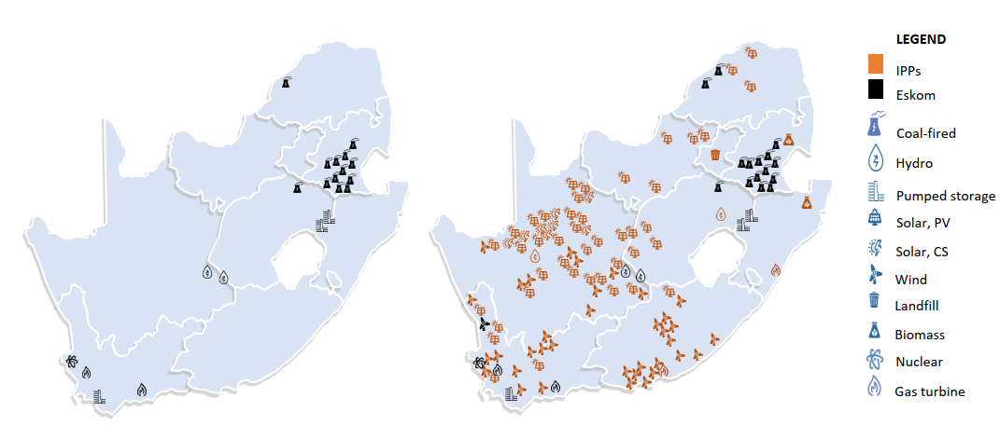 LEGEND
IPPs
Eskom
Coal-fired
Hydro
Pumped storage
Solar, PV
Solar, CS
Wind
Landfill
Biomass
Nuclear
Gas turbine